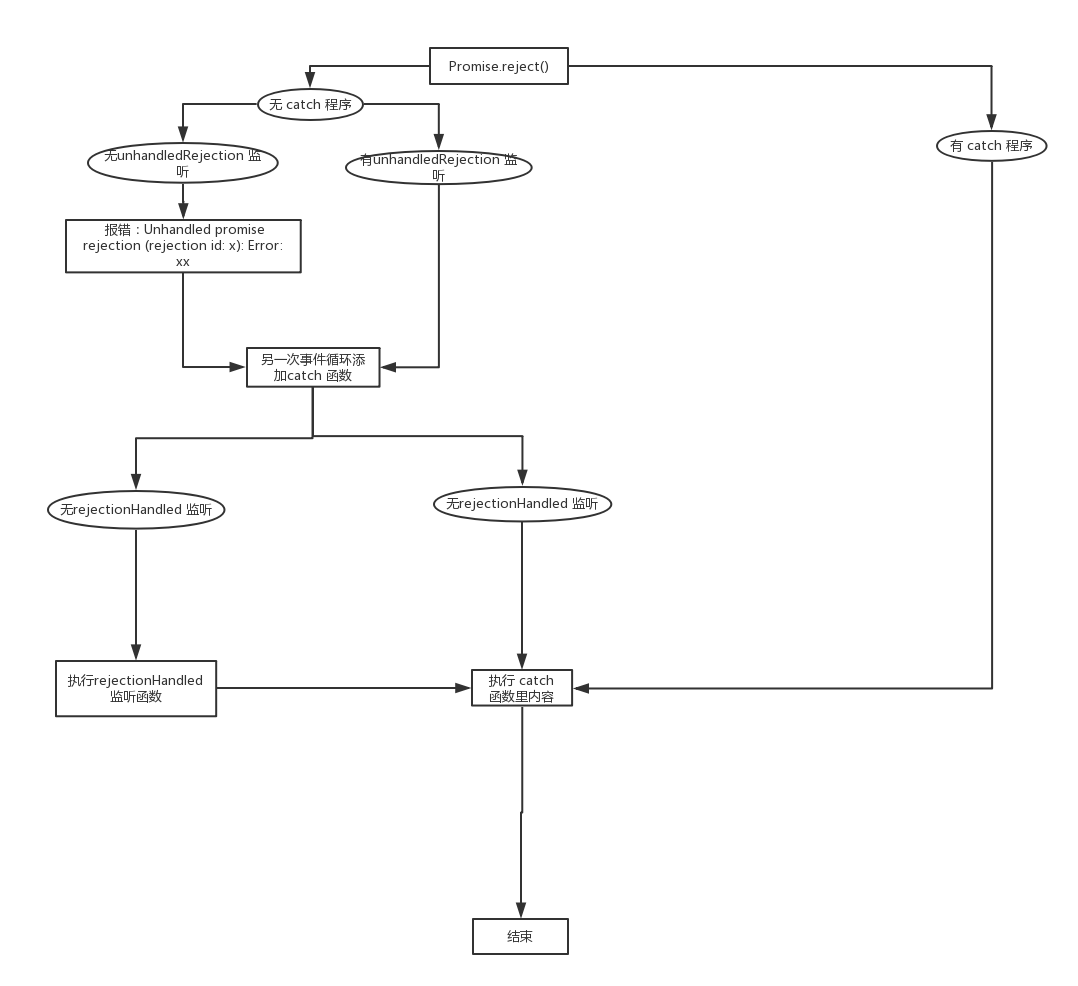 Promise.reject()
无 catch 程序
有 catch 程序
无unhandledRejection 监
听
有unhandledRejection 监
听
报错：Unhandled promise
rejection (rejection id: x): Error:
xx
另一次事件循环添
加catch 函数
无rejectionHandled 监听
无rejectionHandled 监听
执行rejectionHandled
监听函数
执行 catch
函数里内容
结束